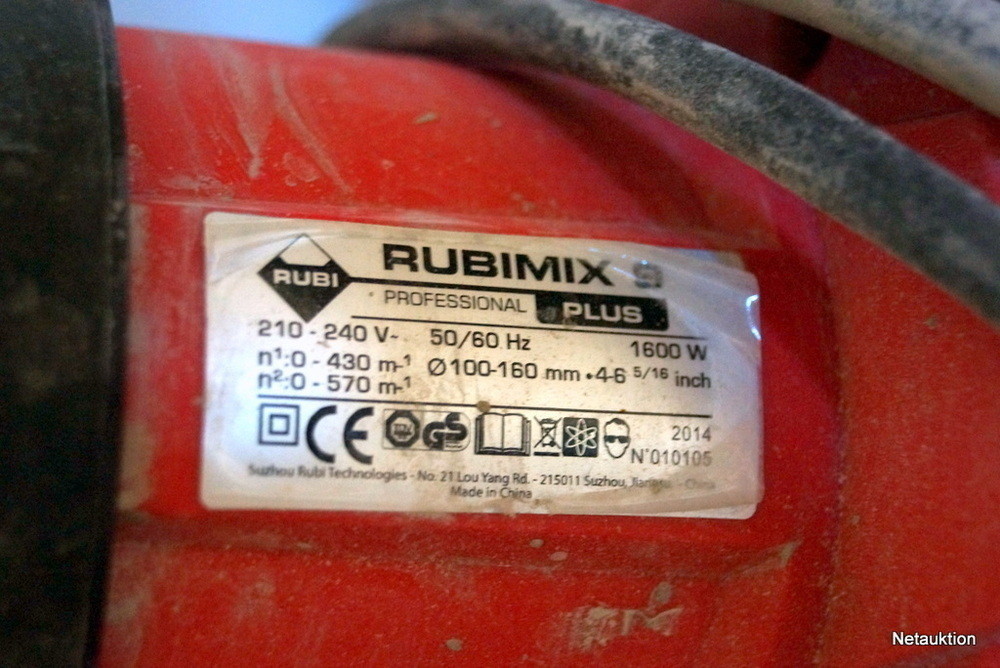 RUBI
RUBIMIX 9
PROFESSIONAL PLUS
210 - 240 V~ 50/60 Hz 1600 W
n¹:0 - 430 m-¹ Ø100-160 mm •4-6 5/16 inch
n²:0 - 570 m-¹
CE TÜV GS
2014
N°010105
Suzhou Rubi Technologies - No. 21 Lou Yang Rd. - 215011 Suzhou, - China
Made in China
Netauktion